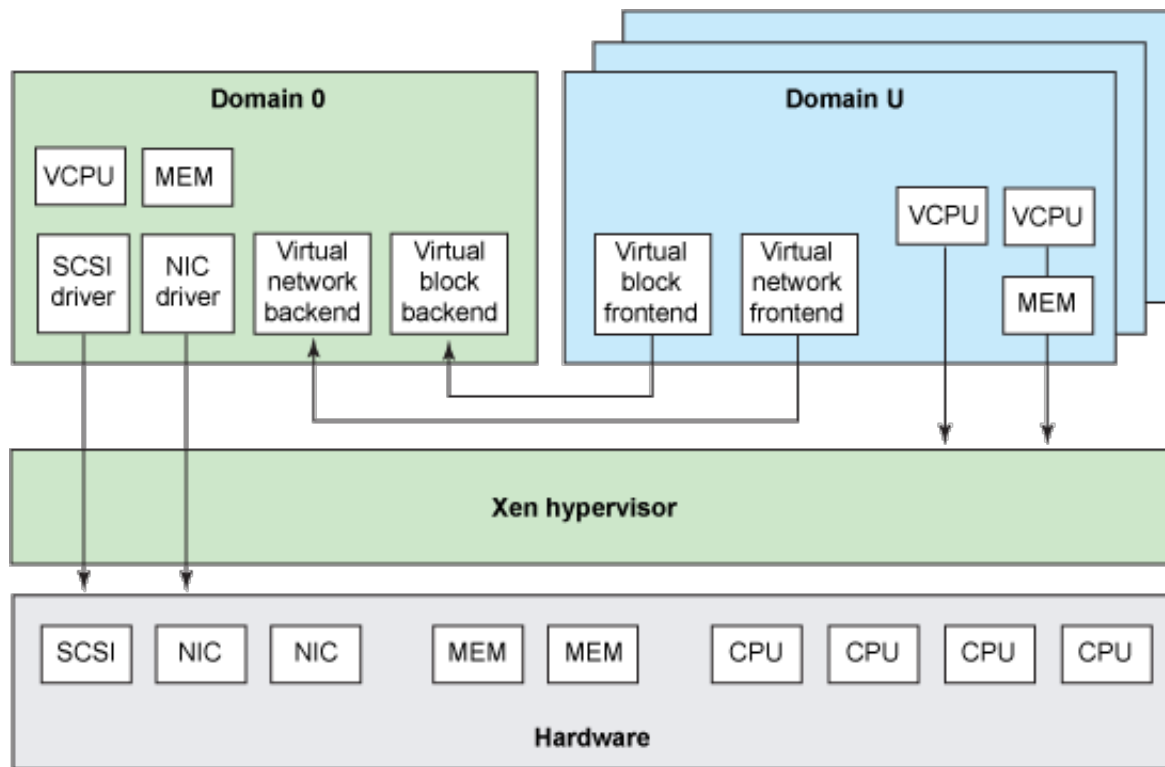 Domain 0
VCPU
MEM
SCSI
driver
NIC
driver
Virtual
network
backend
Virtual
block
backend
Domain U
VCPU
VCPU
Virtual
block
frontend
Virtual
network
frontend
MEM
Xen hypervisor
SCSI
NIC
NIC
MEM
MEM
CPU
CPU
CPU
CPU
Hardware